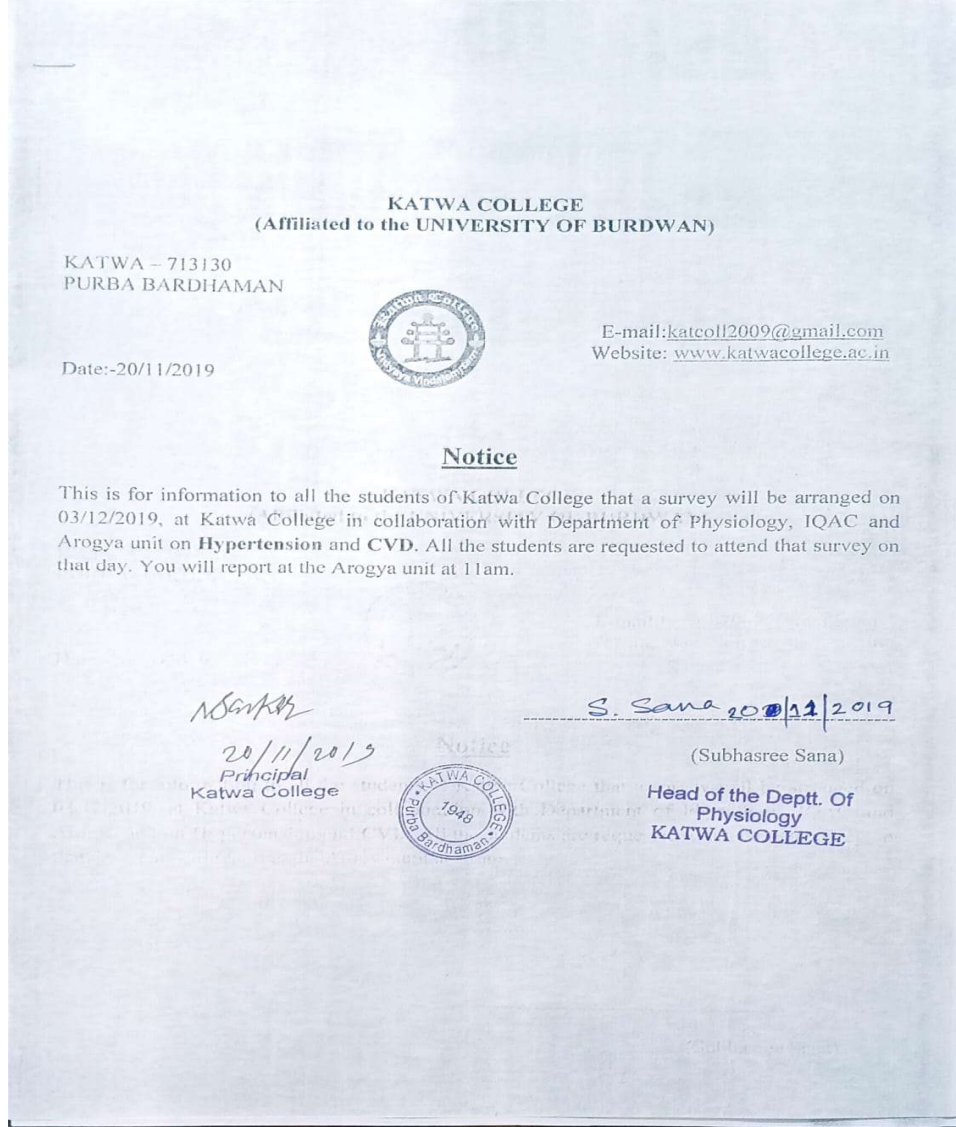 KATWA COLLEGE
(Affiliated to the UNIVERSITY OF BURDWAN)
KATWA – 713130
PURBA BARDHAMAN
Katwa College
E-mail:katcoll2009@gmail.com
Website: www.katwacollege.ac.in
Date:-20/11/2019
Notice
This is for information to all the students of Katwa College that a survey will be arranged on
03/12/2019, at Katwa College in collaboration with Department of Physiology, IQAC and
Arogya unit on Hypertension and CVD. All the students are requested to attend that survey on
that day. You will report at the Arogya unit at 11am.
NSarkar
20/11/2019
Principal
Katwa College
KATWA COLLEGE
1948
Purba Bardhaman
S. Sana 20/11/2019
(Subhasree Sana)
Head of the Deptt. Of
Physiology
KATWA COLLEGE